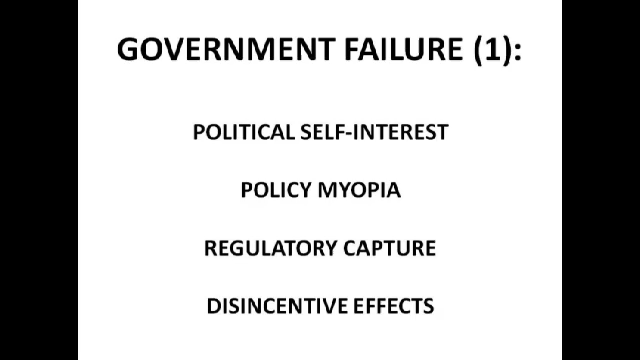 GOVERNMENT FAILURE (1):
POLITICAL SELF-INTEREST
POLICY MYOPIA
REGULATORY CAPTURE
DISINCENTIVE EFFECTS